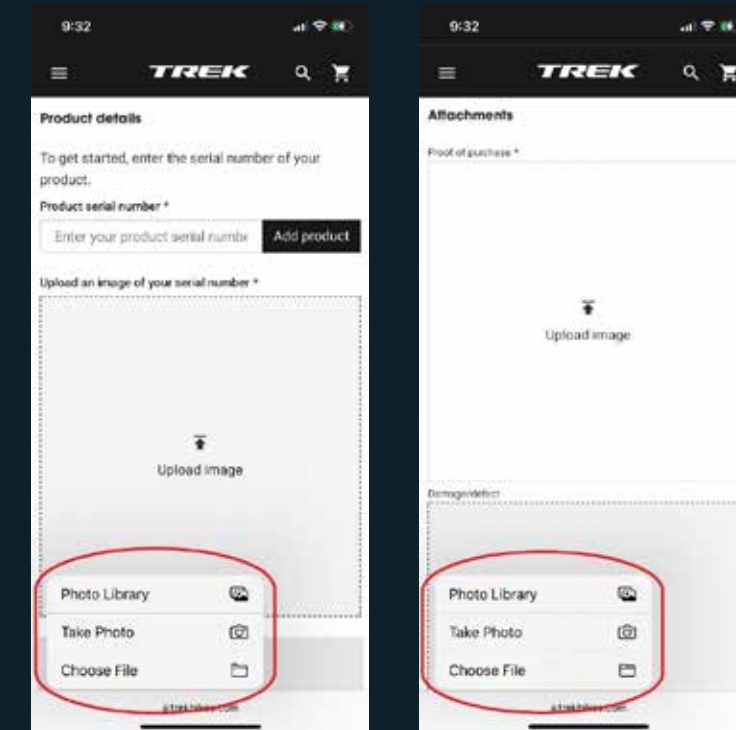 9:32
TREK
Product details
To get started, enter the serial number of your
product.
Product serial number *
Enter your product serial numbe
Add product
Upload an image of your serial number *
Upload image
Photo Library
Take Photo
Choose File
9:32
TREK
Attachments
Proof of purchase *
Upload image
Damage/defect
Photo Library
Take Photo
Choose File